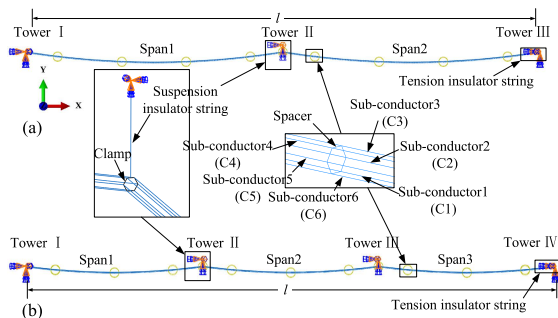 l
Tower I
Tower II
Tower III
Span1
Span2
Y
X
Suspension
insulator string
Tension insulator string
(a)
Clamp
Spacer
Sub-conductor3
(C3)
Sub-conductor4
(C4)
Sub-conductor2
(C2)
Sub-conductor5
(C5)
Sub-conductor1
(C1)
Sub-conductor6
(C6)
Tower I
Tower II
Tower III
Tower IV
Span1
Span2
Span3
l
Tension insulator string
(b)